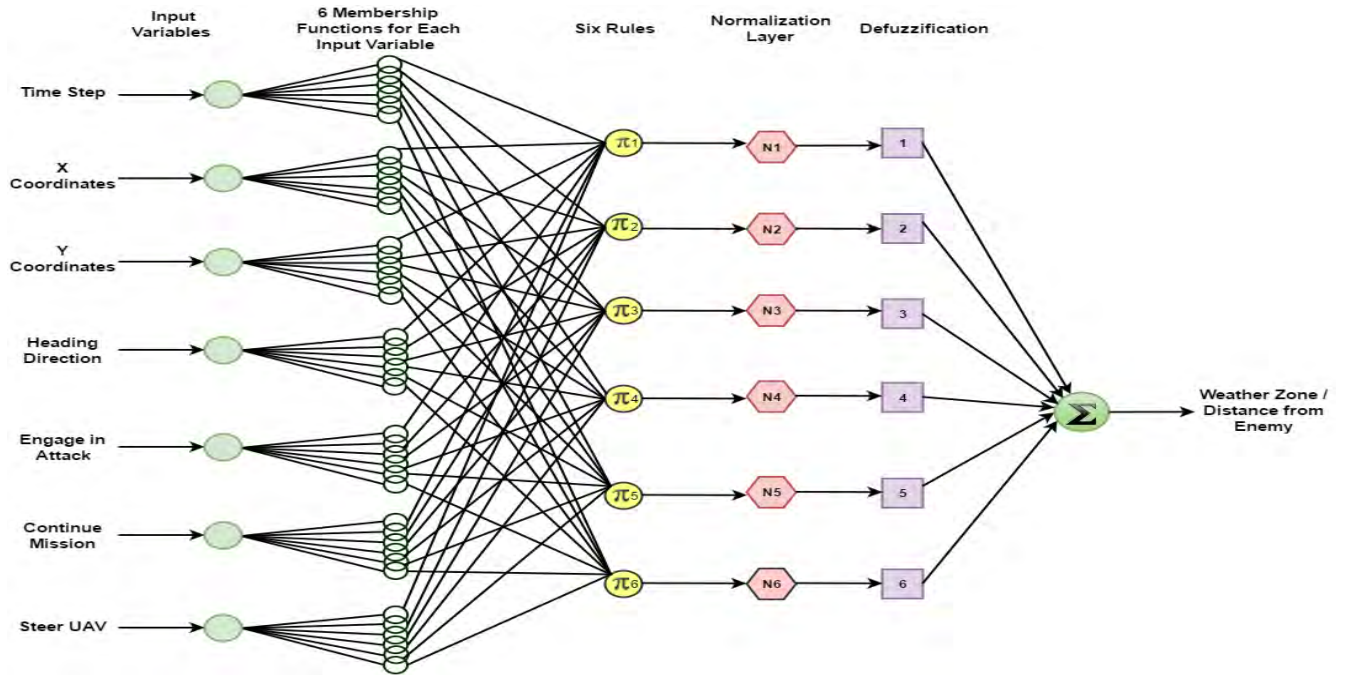 Input
Variables
6 Membership
Functions for Each
Input Variable
Six Rules
Normalization
Layer
Defuzzification
Time Step
X
Coordinates
Y
Coordinates
Heading
Direction
Engage in
Attack
Continue
Mission
Steer UAV
π1
π2
π3
π4
π5
π6
N1
N2
N3
N4
N5
N6
1
2
3
4
5
6
Σ
Weather Zone /
Distance from
Enemy